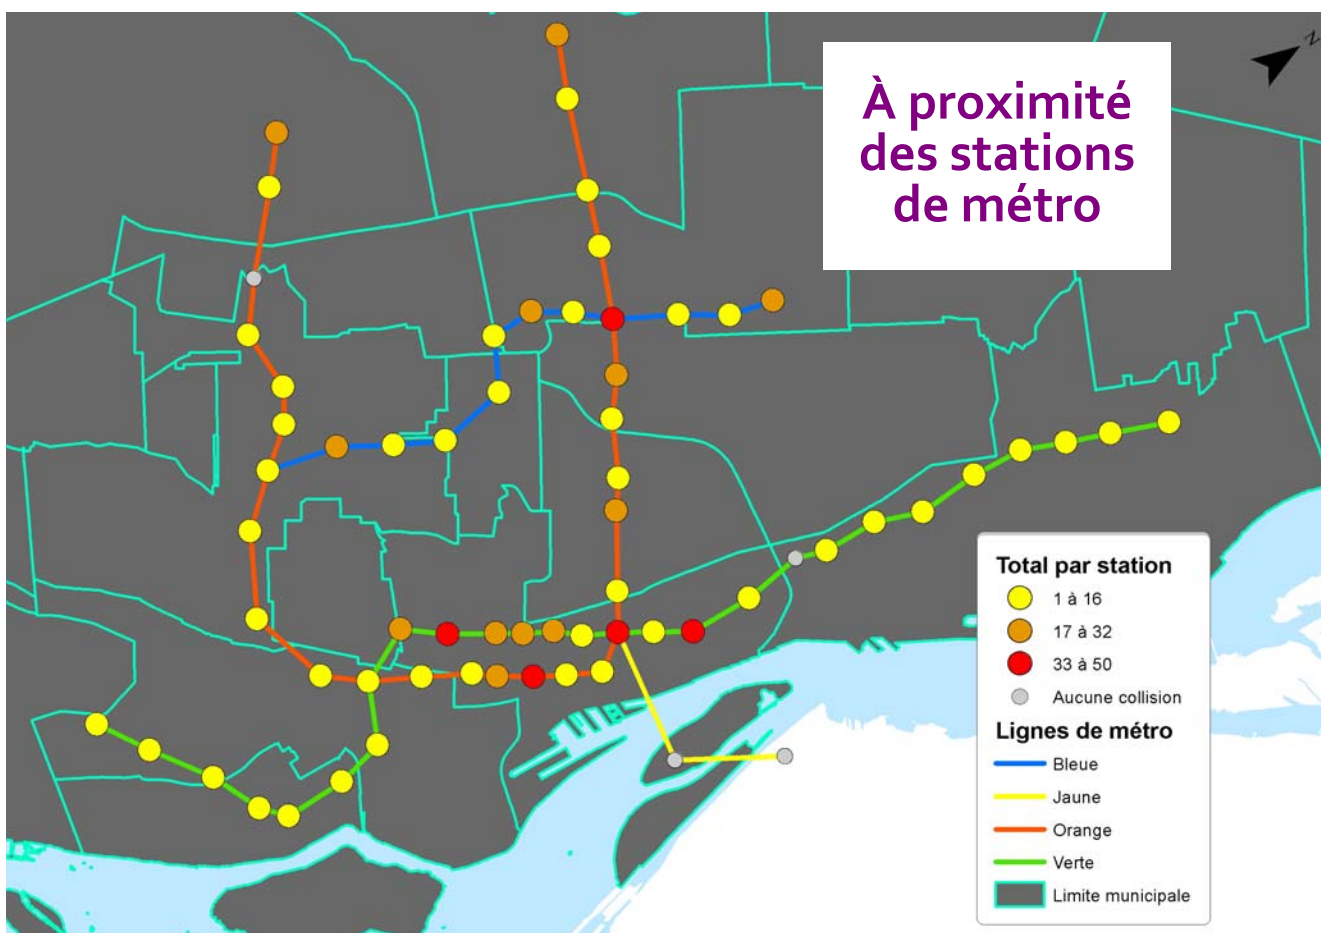 À proximité
des stations
de métro
N
Total par station
1 à 16
17 à 32
33 à 50
Aucune collision
Lignes de métro
Bleue
Jaune
Orange
Verte
Limite municipale